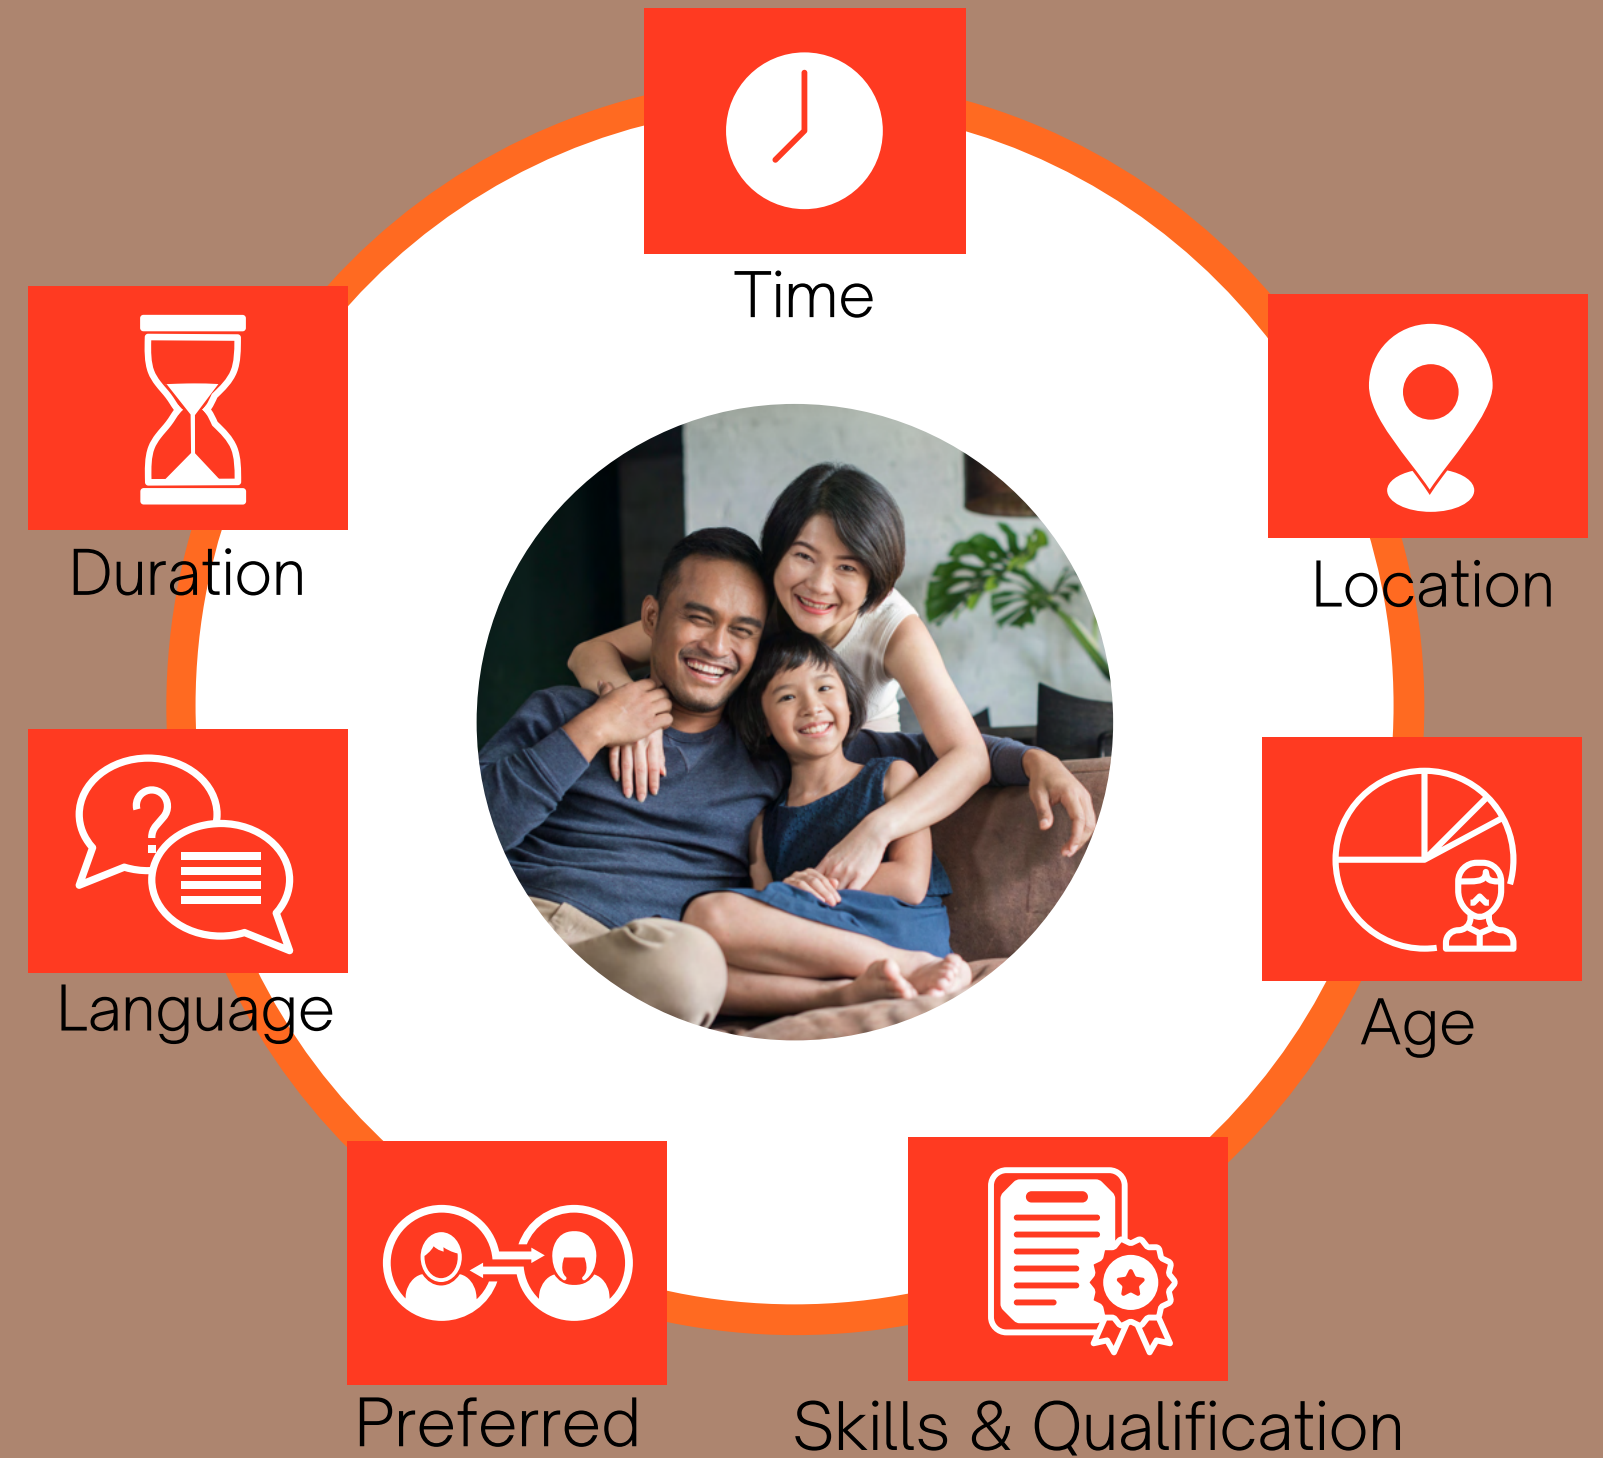 Time
Duration
Location
Language
Age
Preferred
Skills & Qualification